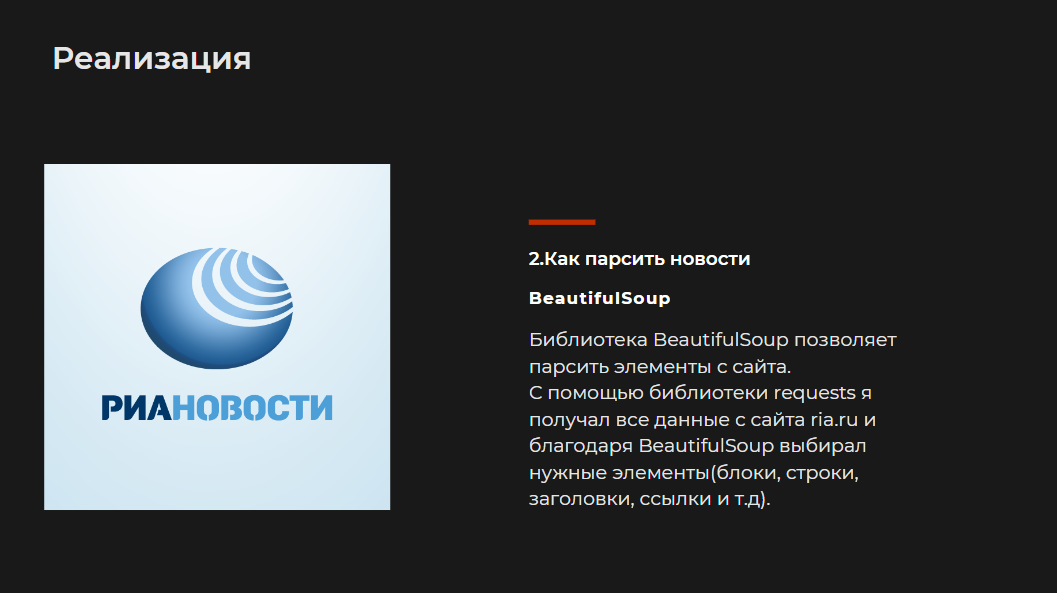 Реализация
РИАНОВОСТИ
2.Как парсить новости
BeautifulSoup
Библиотека BeautifulSoup позволяет
парсить элементы с сайта.
С помощью библиотеки requests я
получал все данные с сайта ria.ru и
благодаря BeautifulSoup выбирал
нужные элементы(блоки, строки,
заголовки, ссылки и т.д).